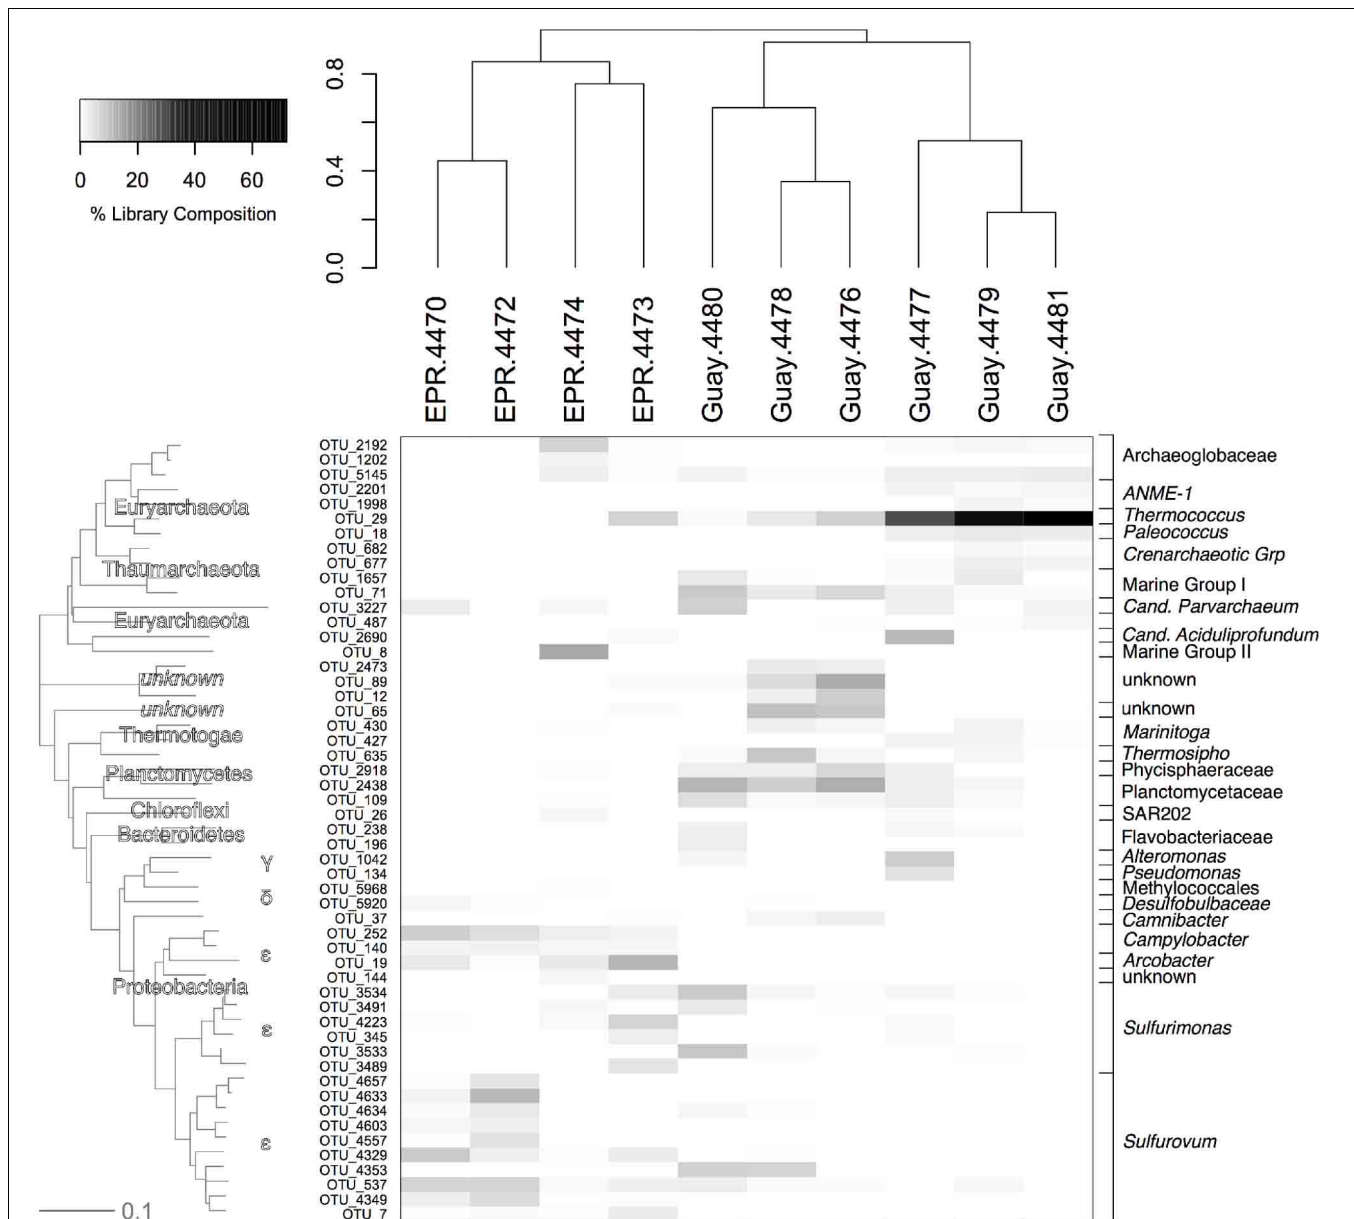 0.8
0.4
0.0
0 20 40 60
% Library Composition
EPR.4470
EPR.4472
EPR.4474
EPR.4473
Guay.4480
Guay.4478
Guay.4476
Guay.4477
Guay.4479
Guay.4481
OTU_2192
OTU_1202
OTU_5145
OTU_2201
OTU_1998
OTU_29
OTU_18
OTU_682
OTU_677
OTU_1657
OTU_71
OTU_3227
OTU_487
OTU_2690
OTU_8
OTU_2473
OTU_89
OTU_12
OTU_65
OTU_430
OTU_427
OTU_635
OTU_2918
OTU_2438
OTU_109
OTU_26
OTU_238
OTU_196
OTU_1042
OTU_134
OTU_5968
OTU_5920
OTU_37
OTU_252
OTU_140
OTU_19
OTU_144
OTU_3534
OTU_3491
OTU_4223
OTU_345
OTU_3533
OTU_3489
OTU_4657
OTU_4633
OTU_4634
OTU_4603
OTU_4557
OTU_4329
OTU_4353
OTU_537
OTU_4349
OTU_7
Euryarchaeota
Thaumarchaeota
Euryarchaeota
unknown
unknown
Thermotogae
Planctomycetes
Chloroflexi
Bacteroidetes
γ
δ
ε
Proteobacteria
ε
ε
0.1
Archaeoglobaceae
ANME-1
Thermococcus
Paleococcus
Crenarchaeotic Grp
Marine Group I
Cand. Parvarchaeum
Cand. Aciduliprofundum
Marine Group II
unknown
unknown
Marinitoga
Thermosipho
Phycisphaeraceae
Planctomycetaceae
SAR202
Flavobacteriaceae
Alteromonas
Pseudomonas
Methylococcales
Desulfobulbaceae
Camnibacter
Campylobacter
Arcobacter
unknown
Sulfurimonas
Sulfurovum